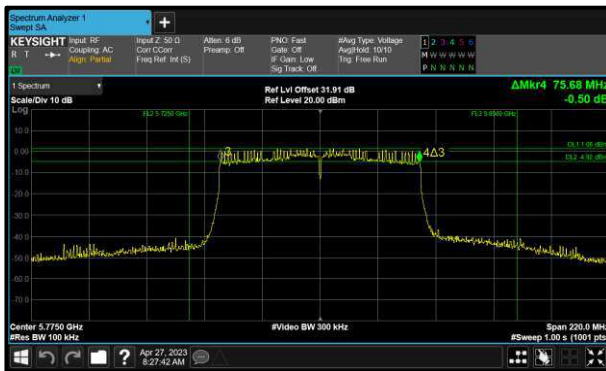 Spectrum Analyzer 1
Swept SA
KEYSIGHT
R T
Input: RF
Coupling: AC
Align: Partial
Input Z: 50 Ω
Corr CCorr
Freq Ref: Int (S)
Atten: 6 dB
Preamp: Off
PNO: Fast
Gate: Off
IF Gain: Low
Sig Track: Off
#Avg Type: Voltage
Avg|Hold: 10/10
Trig: Free Run
1 2 3 4 5 6
M W W W W W
P N N N N N
1 Spectrum
Scale/Div 10 dB
Ref Lvl Offset 31.91 dB
Ref Level 20.00 dBm
ΔMkr4 75.68 MHz
-0.50 dB
Log
10.0
0.00
-10.0
-20.0
-30.0
-40.0
-50.0
-60.0
-70.0
3
4Δ3
Center 5.7750 GHz
#Res BW 100 kHz
#Video BW 300 kHz
Span 220.0 MHz
#Sweep 1.00 s (1001 pts)
Apr 27, 2023
8:27:42 AM